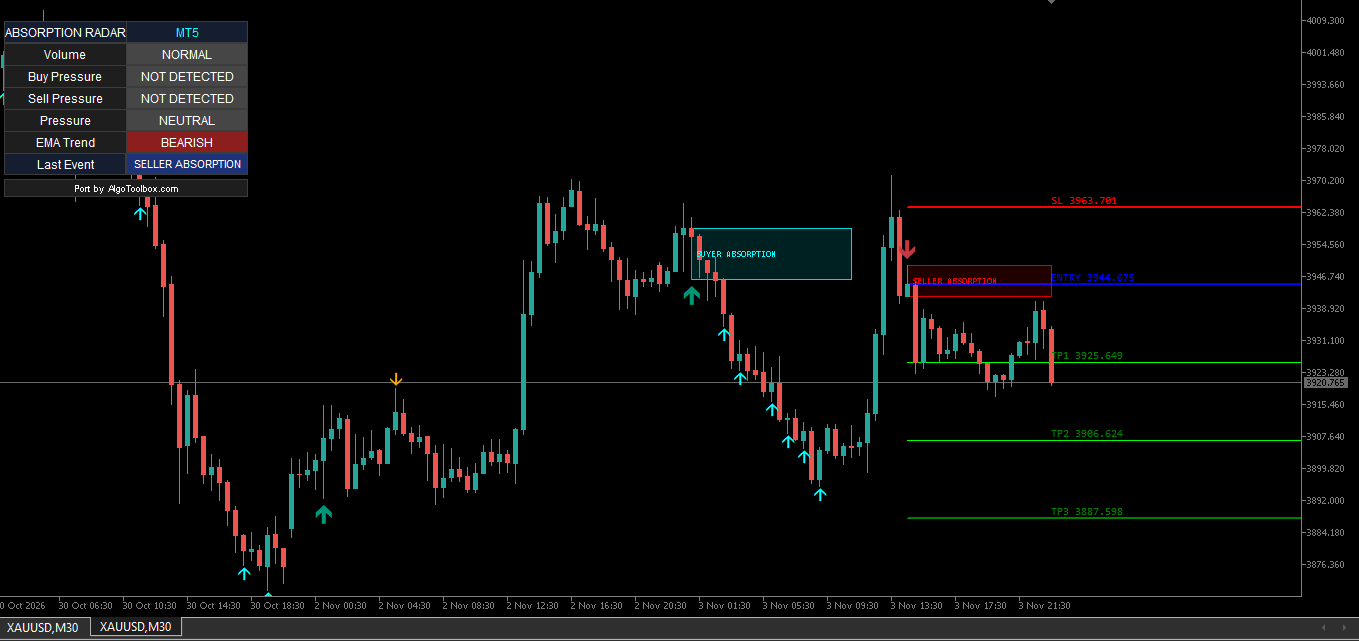 ABSORPTION RADAR MT5
Volume NORMAL
Buy Pressure NOT DETECTED
Sell Pressure NOT DETECTED
Pressure NEUTRAL
EMA Trend BEARISH
Last Event SELLER ABSORPTION
Port by AlgoToolbox.com
BUYER ABSORPTION
SELLER ABSORPTION
SL 3963.701
ENTRY 3944.675
TP1 3925.649
TP2 3906.624
TP3 3887.598
4009.300
4001.480
3993.660
3985.840
3978.020
3970.200
3962.380
3954.560
3946.740
3938.920
3931.100
3923.280
3920.765
3915.460
3907.640
3899.820
3892.000
3884.180
3876.360
0 Oct 2026 30 Oct 06:30 30 Oct 10:30 30 Oct 14:30 30 Oct 18:30 2 Nov 00:30 2 Nov 04:30 2 Nov 08:30 2 Nov 12:30 2 Nov 16:30 2 Nov 20:30 3 Nov 01:30 3 Nov 05:30 3 Nov 09:30 3 Nov 13:30 3 Nov 17:30 3 Nov 21:30
XAUUSD,M30 XAUUSD,M30